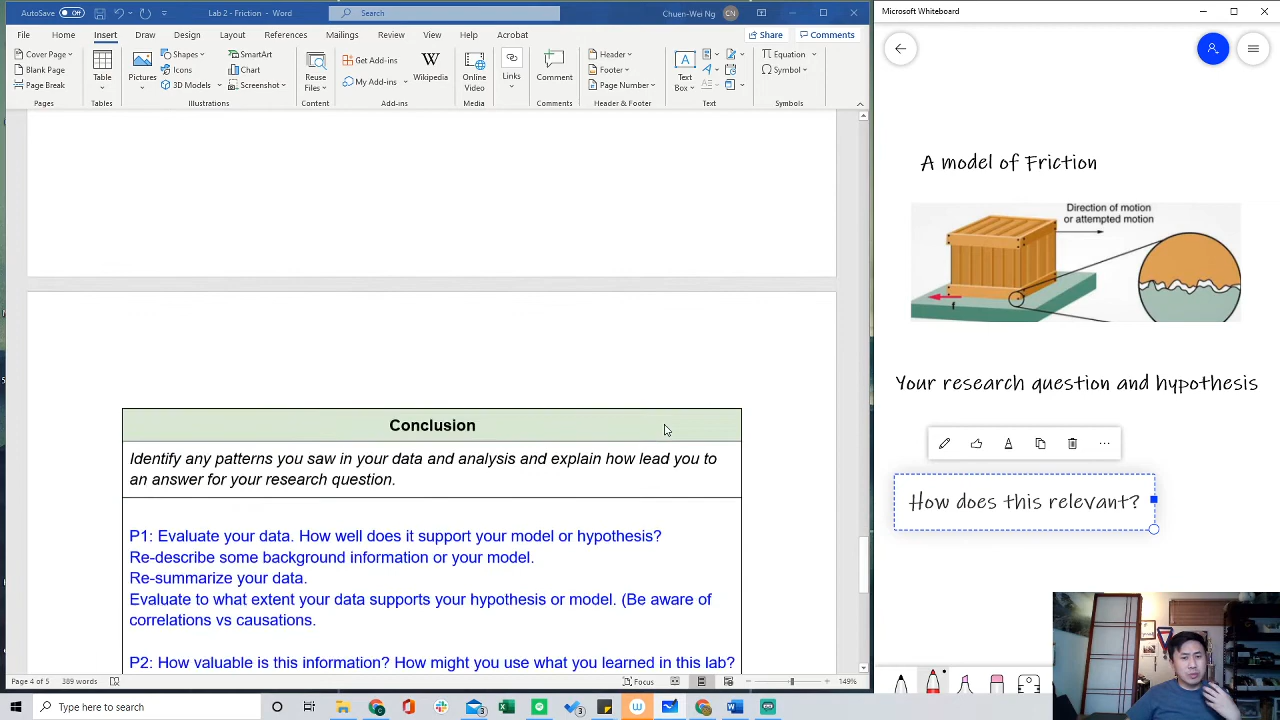 AutoSave Off
Lab 2 - Friction - Word
Search
Chuen-Wei Ng
CN
Microsoft Whiteboard
File Home Insert Draw Design Layout References Mailings Review View Help Acrobat
Share
Comments
Cover Page
Blank Page
Page Break
Pages
Table
Tables
Pictures
Shapes
Icons
3D Models
SmartArt
Chart
Screenshot
Illustrations
Reuse Files
Content
Get Add-ins
My Add-ins
Wikipedia
Add-ins
Online Video
Media
Links
Comment
Comments
Header
Footer
Page Number
Header & Footer
Text Box
Text
Equation
Symbol
Symbols
A model of Friction
Direction of motion
or attempted motion
f
Your research question and hypothesis
How does this relevant?
Conclusion
Identify any patterns you saw in your data and analysis and explain how lead you to
an answer for your research question.
P1: Evaluate your data. How well does it support your model or hypothesis?
Re-describe some background information or your model.
Re-summarize your data.
Evaluate to what extent your data supports your hypothesis or model. (Be aware of
correlations vs causations.
P2: How valuable is this information? How might you use what you learned in this lab?
Page 4 of 5 389 words
Focus
149%
Type here to search